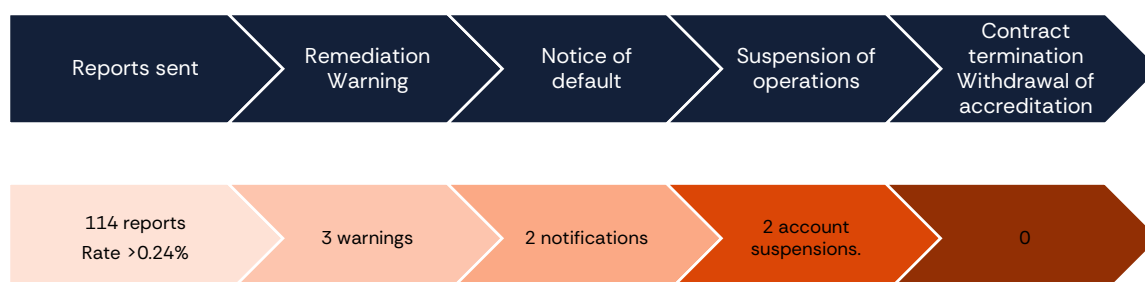 Reports sent
Remediation
Warning
Notice of
default
Suspension of
operations
Contract
termination
Withdrawal of
accreditation
114 reports
Rate >0.24%
3 warnings
2 notifications
2 account
suspensions.
0